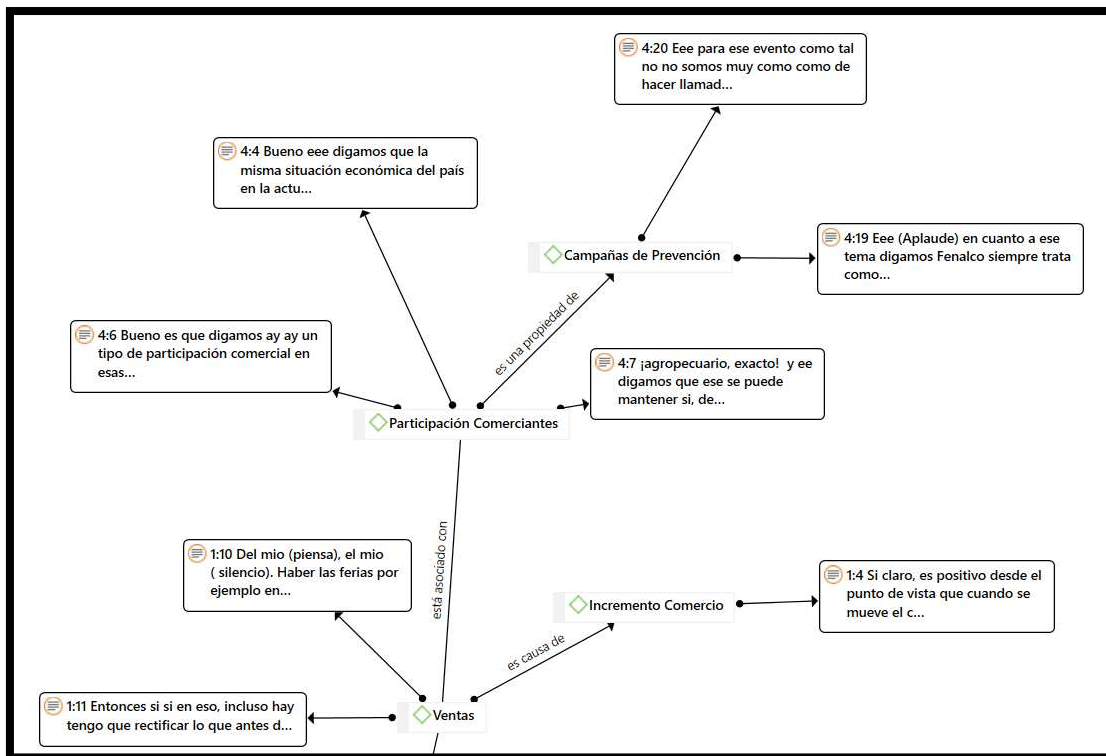 4:20 Eee para ese evento como tal
no no somos muy como como de
hacer llamad...
4:4 Bueno eee digamos que la
misma situación económica del país
en la actu...
4:19 Eee (Aplaude) en cuanto a ese
tema digamos Fenalco siempre trata
como...
Campañas de Prevención
es una propiedad de
4:6 Bueno es que digamos ay ay un
tipo de participación comercial en
esas...
4:7 ¡agropecuario, exacto! y ee
digamos que ese se puede
mantener si, de...
Participación Comerciantes
está asociado con
1:10 Del mio (piensa), el mio
( silencio). Haber las ferias por
ejemplo en...
1:4 Si claro, es positivo desde el
punto de vista que cuando se
mueve el c...
Incremento Comercio
es causa de
1:11 Entonces si si en eso, incluso hay
tengo que rectificar lo que antes d...
Ventas